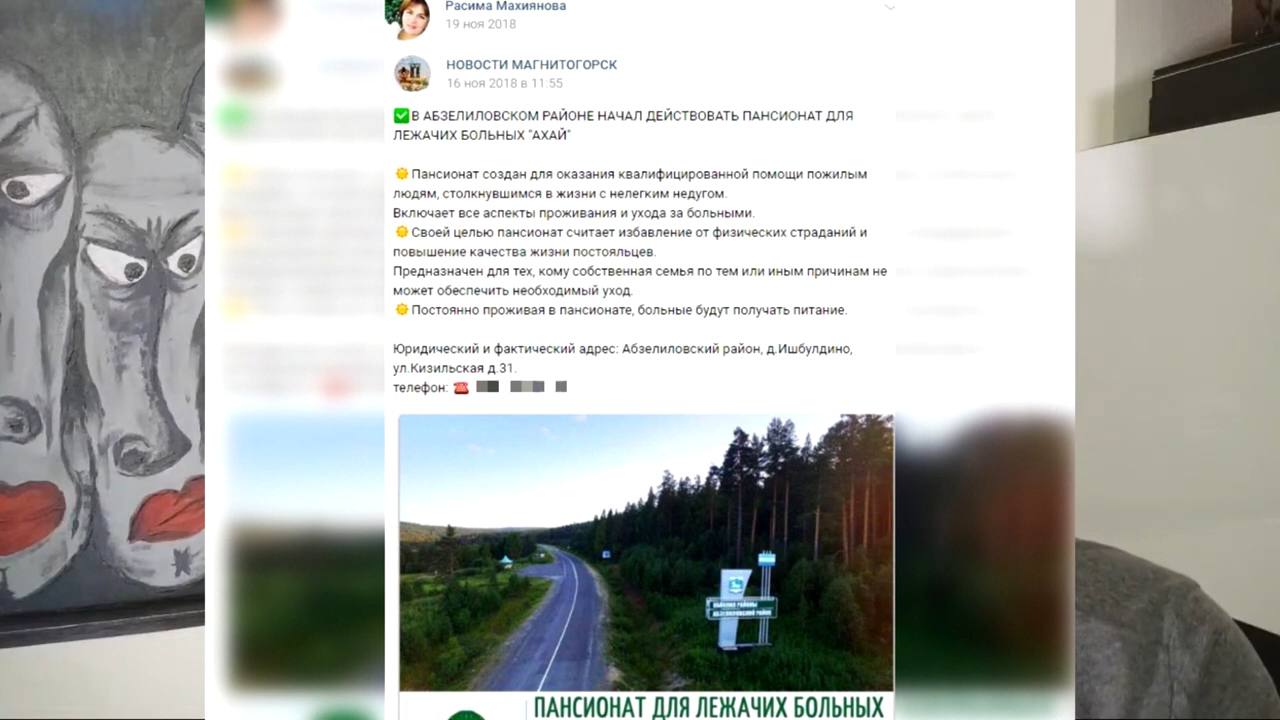 Расима Махиянова
19 ноя 2018
НОВОСТИ МАГНИТОГОРСК
16 ноя 2018 в 11:55
В АБЗЕЛИЛОВСКОМ РАЙОНЕ НАЧАЛ ДЕЙСТВОВАТЬ ПАНСИОНАТ ДЛЯ
ЛЕЖАЧИХ БОЛЬНЫХ "АХАЙ"
Пансионат создан для оказания квалифицированной помощи пожилым
людям, столкнувшимся в жизни с нелегким недугом.
Включает все аспекты проживания и ухода за больными.
Своей целью пансионат считает избавление от физических страданий и
повышение качества жизни постояльцев.
Предназначен для тех, кому собственная семья по тем или иным причинам не
может обеспечить необходимый уход.
Постоянно проживая в пансионате, больные будут получать питание.
Юридический и фактический адрес: Абзелиловский район, д.Ишбулдино,
ул.Кизильская д.31.
телефон:
АБЗЕЛИЛОВСКИЙ РАЙОН
ПАНСИОНАТ ДЛЯ ЛЕЖАЧИХ БОЛЬНЫХ